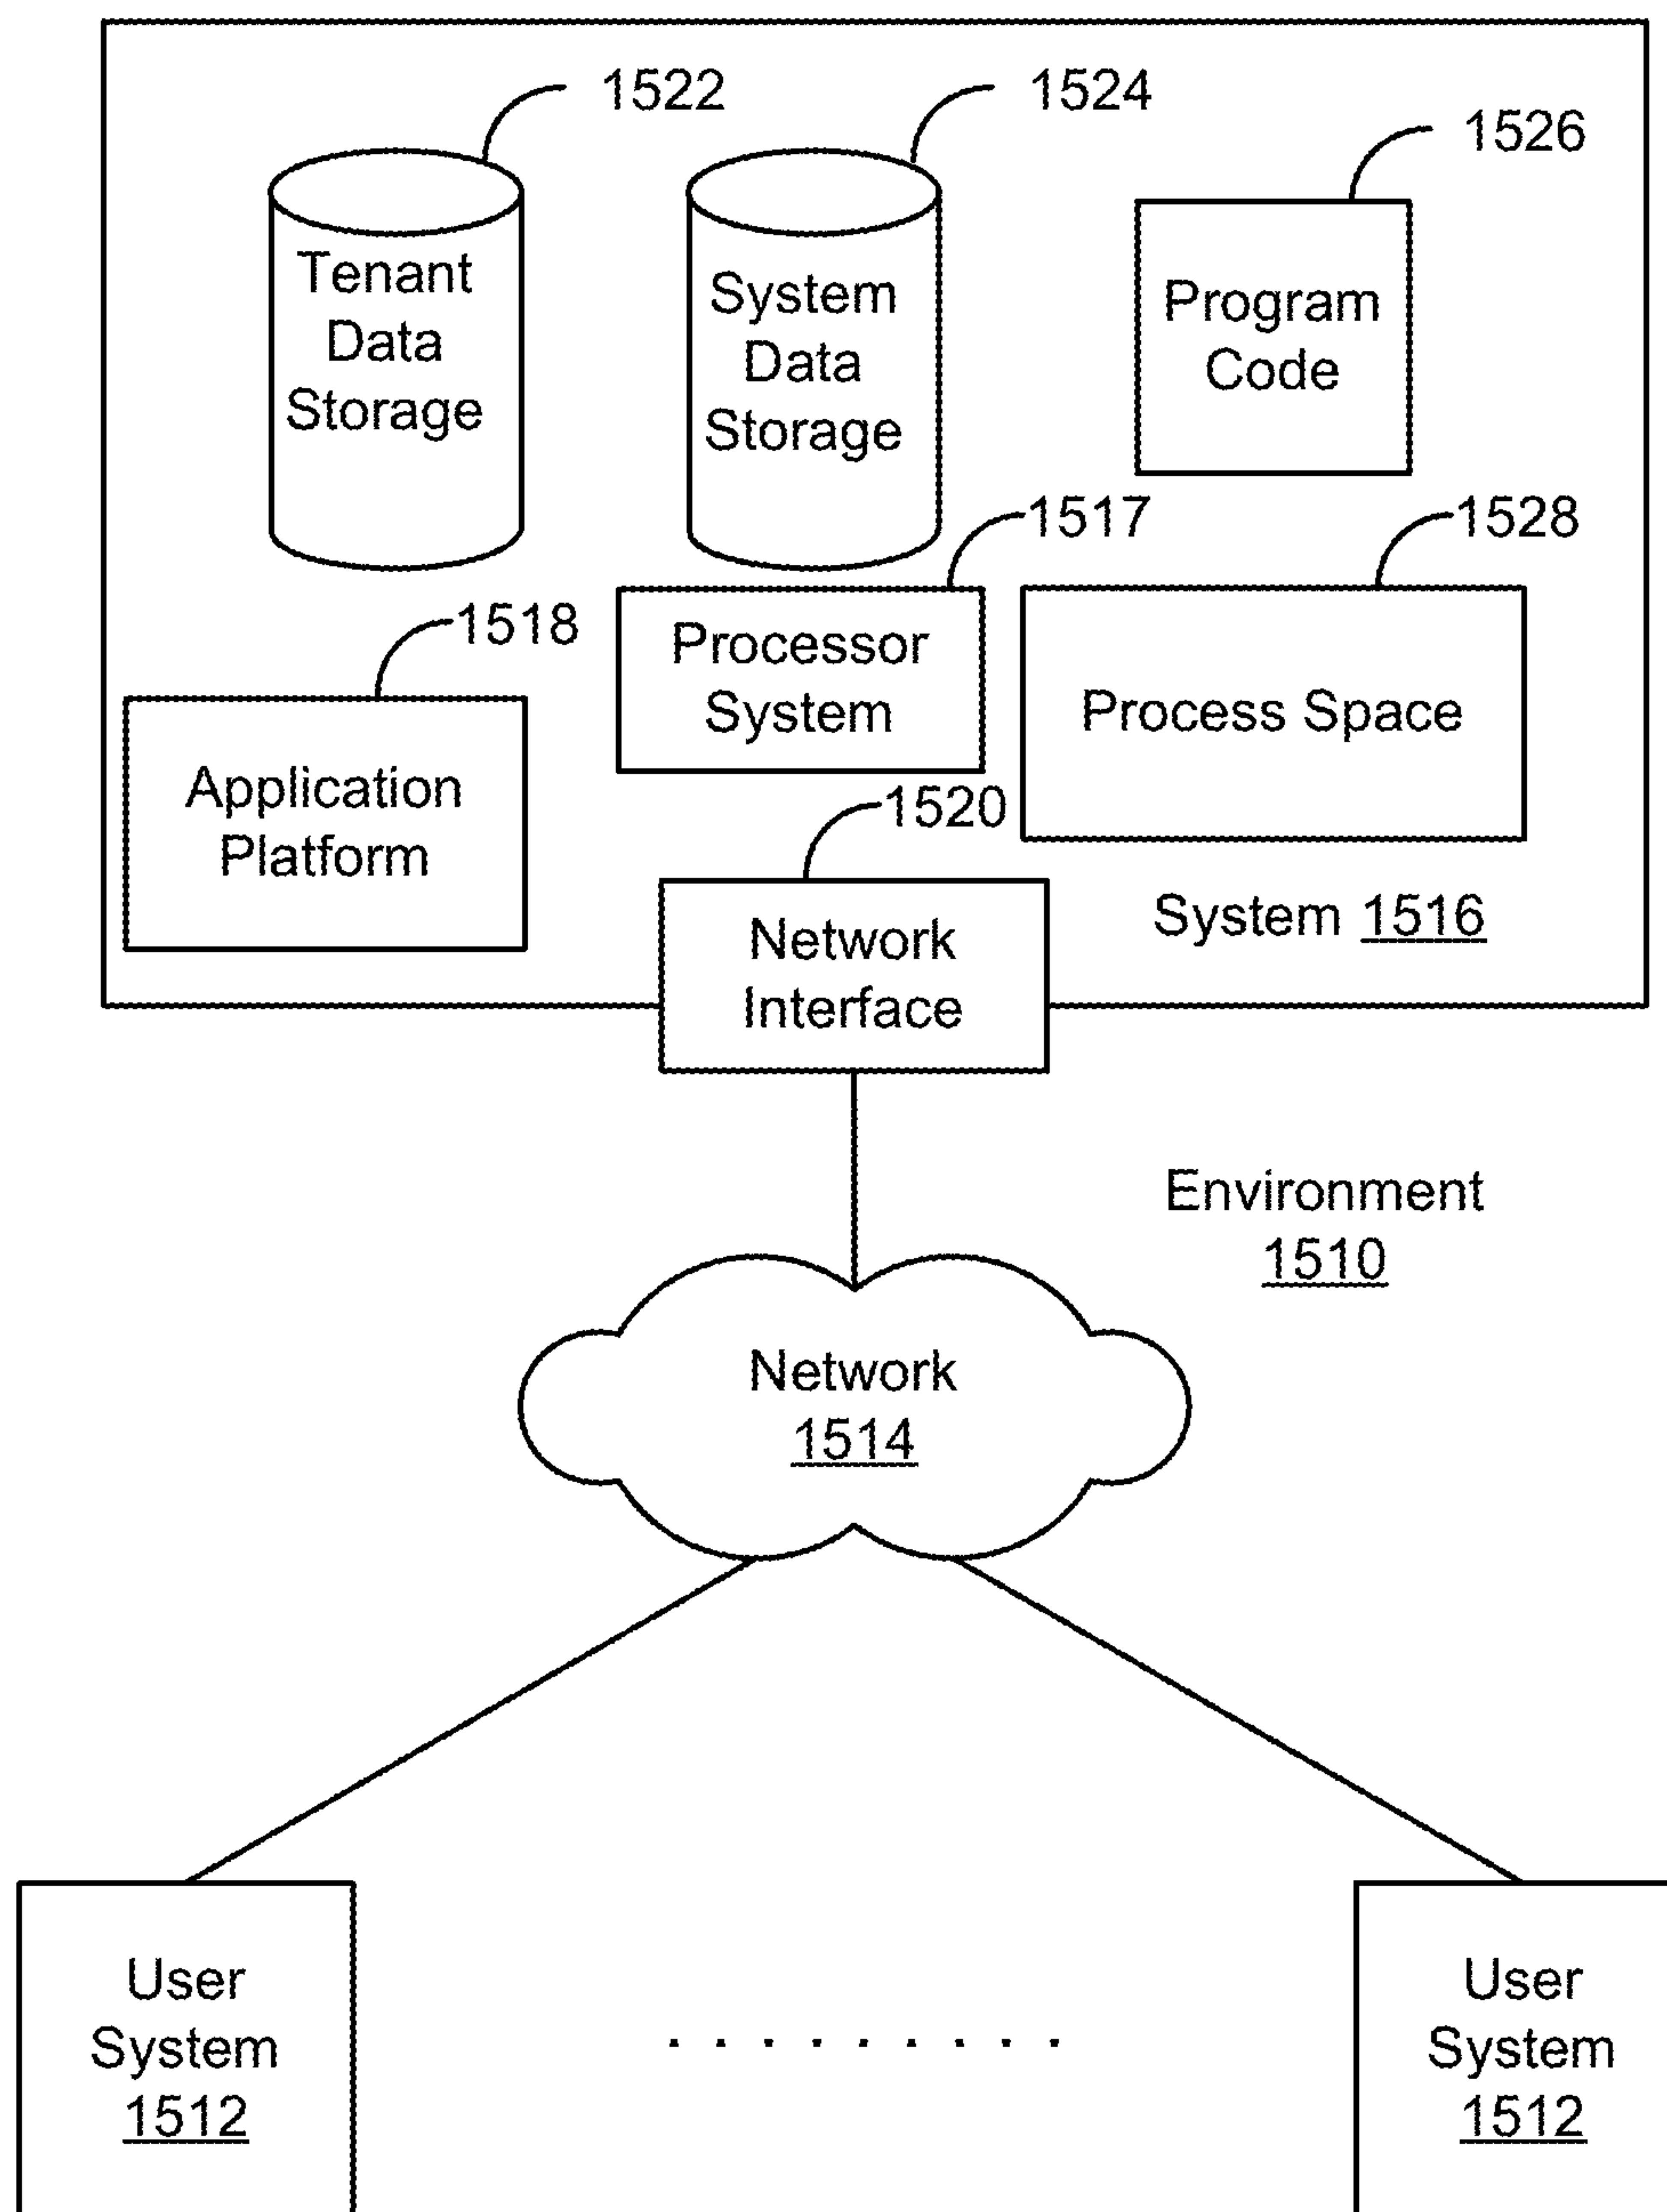 1522
1524
1526
Tenant
Data
Storage
System
Data
Storage
Program
Code
1517
1528
1518
Processor
System
Process Space
Application
Platform
1520
System 1516
Network
Interface
Environment
1510
Network
1514
User
System
1512
. . . . . . . . .
User
System
1512